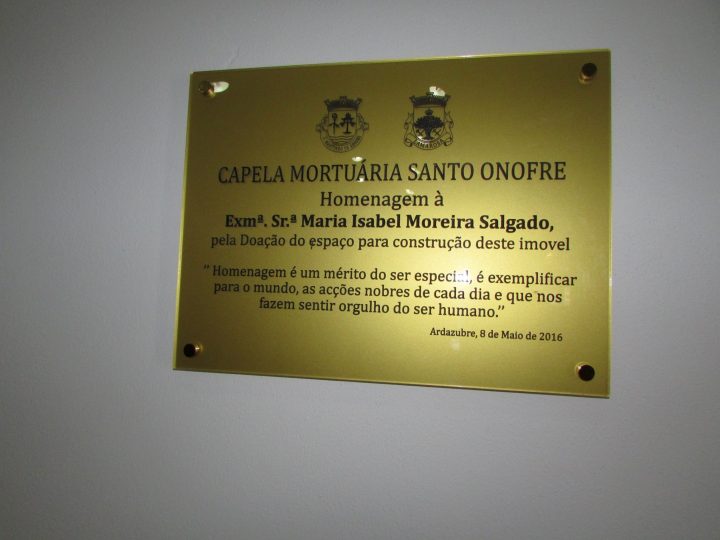 AMARES
CAPELA MORTUÁRIA SANTO ONOFRE
Homenagem à
Exmª. Sr.ª Maria Isabel Moreira Salgado,
pela Doação do espaço para construção deste imovel
’’ Homenagem é um mérito do ser especial, é exemplificar
para o mundo, as acções nobres de cada dia e que nos
fazem sentir orgulho do ser humano.’’
Ardazubre, 8 de Maio de 2016